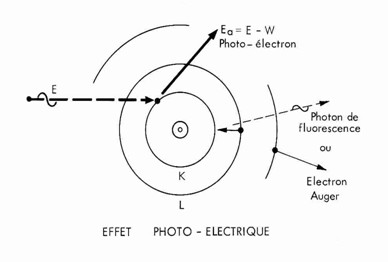 E
Eₐ = E - W
Photo - électron
Photon de
fluorescence
ou
Electron
Auger
K
L
EFFET PHOTO - ELECTRIQUE